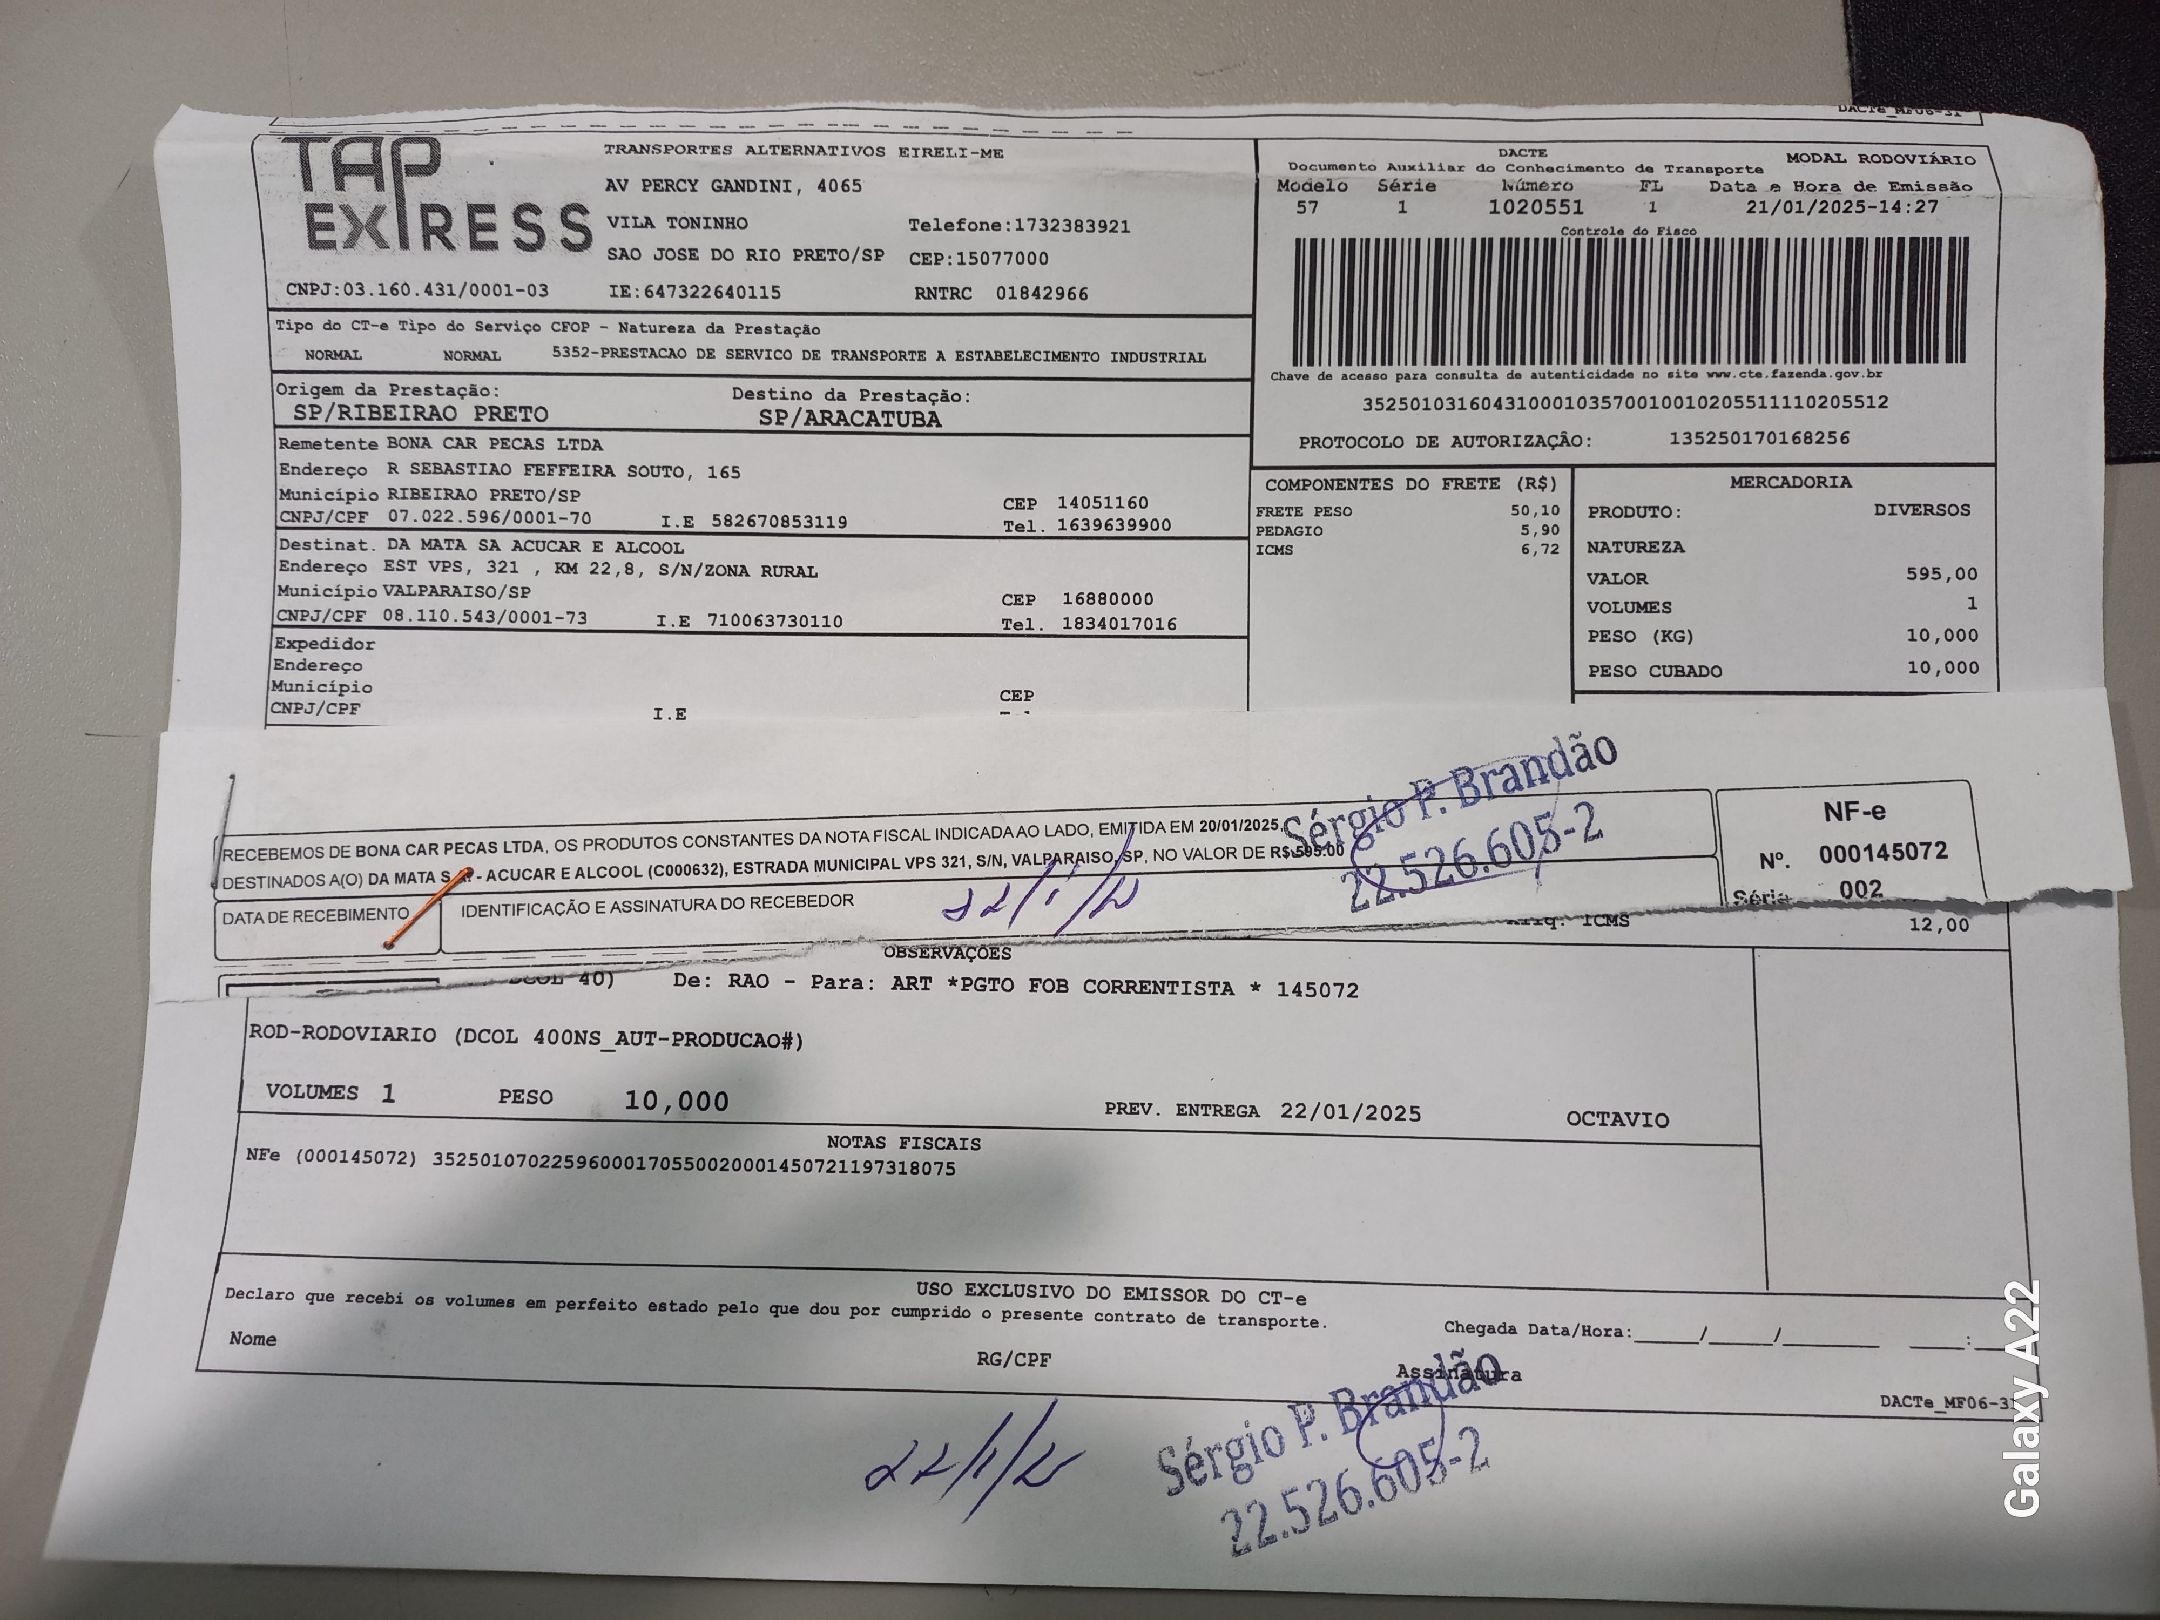 DACTe_MF06-31
TAP EXPRESS
TRANSPORTES ALTERNATIVOS EIRELI-ME
AV PERCY GANDINI, 4065
VILA TONINHO Telefone:1732383921
SAO JOSE DO RIO PRETO/SP CEP:15077000
CNPJ:03.160.431/0001-03 IE:647322640115 RNTRC 01842966
DACTE MODAL RODOVIÁRIO
Documento Auxiliar do Conhecimento de Transporte
Modelo Série Número FL Data e Hora de Emissão
57 1 1020551 1 21/01/2025-14:27
Controle do Fisco
Chave de acesso para consulta de autenticidade no site www.cte.fazenda.gov.br
35250103160431000103570010010205511110205512
PROTOCOLO DE AUTORIZAÇÃO: 135250170168256
Tipo do CT-e Tipo do Serviço CFOP - Natureza da Prestação
NORMAL NORMAL 5352-PRESTACAO DE SERVICO DE TRANSPORTE A ESTABELECIMENTO INDUSTRIAL
Origem da Prestação: Destino da Prestação:
SP/RIBEIRAO PRETO SP/ARACATUBA
Remetente BONA CAR PECAS LTDA
Endereço R SEBASTIAO FEFFEIRA SOUTO, 165
Município RIBEIRAO PRETO/SP CEP 14051160
CNPJ/CPF 07.022.596/0001-70 I.E 582670853119 Tel. 1639639900
Destinat. DA MATA SA ACUCAR E ALCOOL
Endereço EST VPS, 321 , KM 22,8, S/N/ZONA RURAL
Município VALPARAISO/SP CEP 16880000
CNPJ/CPF 08.110.543/0001-73 I.E 710063730110 Tel. 1834017016
Expedidor
Endereço
Município CEP
CNPJ/CPF I.E
COMPONENTES DO FRETE (R$)
FRETE PESO 50,10
PEDAGIO 5,90
ICMS 6,72
MERCADORIA
PRODUTO: DIVERSOS
NATUREZA
VALOR 595,00
VOLUMES 1
PESO (KG) 10,000
PESO CUBADO 10,000
RECEBEMOS DE BONA CAR PECAS LTDA, OS PRODUTOS CONSTANTES DA NOTA FISCAL INDICADA AO LADO, EMITIDA EM 20/01/2025,
DESTINADOS A(O) DA MATA S.A. - ACUCAR E ALCOOL (C000632), ESTRADA MUNICIPAL VPS 321, S/N, VALPARAISO, SP, NO VALOR DE R$ 595.00
DATA DE RECEBIMENTO IDENTIFICAÇÃO E ASSINATURA DO RECEBEDOR
22/1/2
Sérgio P. Brandão
22.526.605-2
NF-e
Nº. 000145072
Série 002
ICMS 12,00
OBSERVAÇÕES
40) De: RAO - Para: ART *PGTO FOB CORRENTISTA * 145072
ROD-RODOVIARIO (DCOL 400NS_AUT-PRODUCAO#)
VOLUMES 1 PESO 10,000 PREV. ENTREGA 22/01/2025 OCTAVIO
NOTAS FISCAIS
NFe (000145072) 35250107022596000170550020001450721197318075
USO EXCLUSIVO DO EMISSOR DO CT-e
Declaro que recebi os volumes em perfeito estado pelo que dou por cumprido o presente contrato de transporte.
Nome RG/CPF Assinatura Chegada Data/Hora:____/____/_______ ____:__
DACTe_MF06-31
22/1/2
Sérgio P. Brandão
22.526.605-2
Galaxy A22